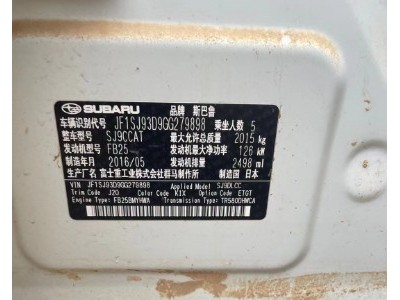 SUBARU 品牌 斯巴鲁
车辆识别代号 JF1SJ93D9GG279898 乘坐人数 5
整车型号 SJ9CCAT 最大允许总质量 2015 kg
发动机型号 FB25 发动机最大净功率 126 kW
制造年月 2016/05 发动机排量 2498 ml
生产厂名 富士重工业株式会社群马制作所 制造国 日本
VIN JF1SJ93D9GG279898 Applied Model SJ9DLCC
Trim Code J20 Color Code K1X Option Code ETGT
Engine Type: FB25BMYHWA Transmission Type: TR580DHWCA